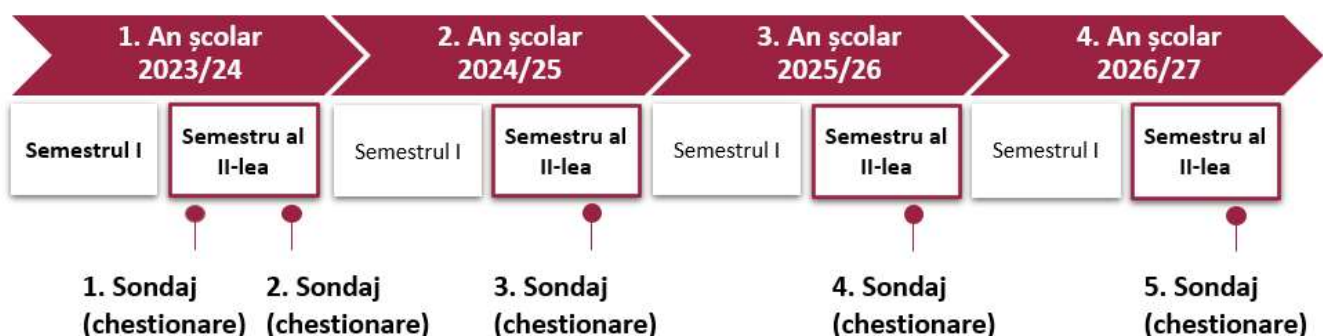 1. An școlar
2023/24
2. An școlar
2024/25
3. An școlar
2025/26
4. An școlar
2026/27
Semestrul I
Semestru al
II-lea
Semestrul I
Semestru al
II-lea
Semestrul I
Semestru al
II-lea
Semestrul I
Semestru al
II-lea
1. Sondaj
(chestionare)
2. Sondaj
(chestionare)
3. Sondaj
(chestionare)
4. Sondaj
(chestionare)
5. Sondaj
(chestionare)